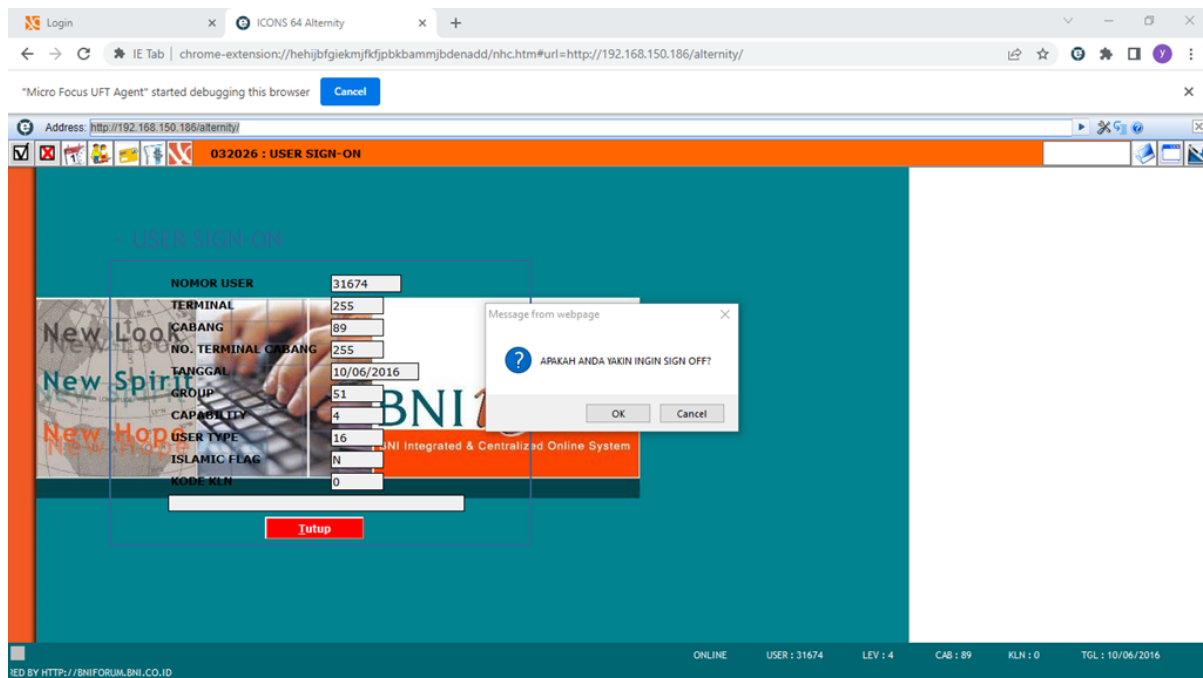 Login
ICONS 64 Alternity
IE Tab | chrome-extension://hehijbfgiekmjfkfjpbkbammjbdenadd/nhc.htm#url=http://192.168.150.186/alternity/
"Micro Focus UFT Agent" started debugging this browser
Cancel
Address: http://192.168.150.186/alternity/
032026 : USER SIGN-ON
- USER SIGN-ON
NOMOR USER 31674
TERMINAL 255
CABANG 89
NO. TERMINAL CABANG 255
TANGGAL 10/06/2016
GROUP 51
CAPABILITY 4
USER TYPE 16
ISLAMIC FLAG N
KODE KLN 0
Tutup
New Look
New Spirit
New Hope
BNI
BNI Integrated & Centralized Online System
Message from webpage
APAKAH ANDA YAKIN INGIN SIGN OFF?
OK Cancel
ONLINE USER : 31674 LEV : 4 CAB : 89 KLN : 0 TGL : 10/06/2016
RED BY HTTP://BNIFORUM.BNI.CO.ID